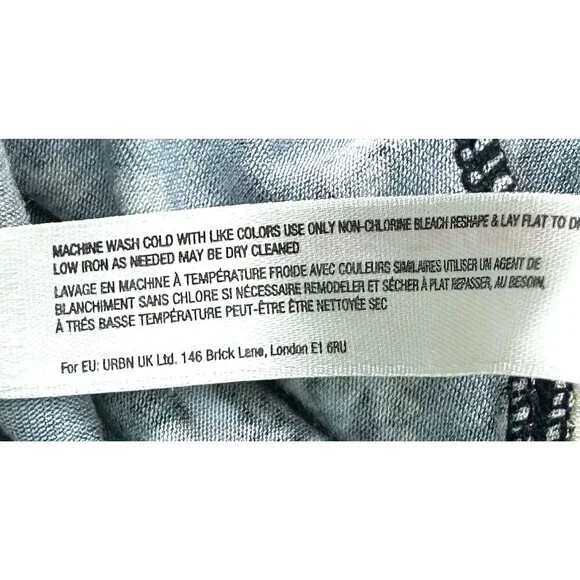 MACHINE WASH COLD WITH LIKE COLORS USE ONLY NON-CHLORINE BLEACH RESHAPE & LAY FLAT TO
LOW IRON AS NEEDED MAY BE DRY CLEANED
LAVAGE EN MACHINE À TEMPÉRATURE FROIDE AVEC COULEURS SIMILAIRES UTILISER UN AGENT DE
BLANCHIMENT SANS CHLORE SI NÉCESSAIRE REMODELER ET SÉCHER À PLAT REPASSER, AU BESOIN,
À TRÉS BASSE TEMPÉRATURE PEUT-ÊTRE ÊTRE NETTOYÉE SEC
For EU: URBN UK Ltd. 146 Brick Lane, London E1 6RU